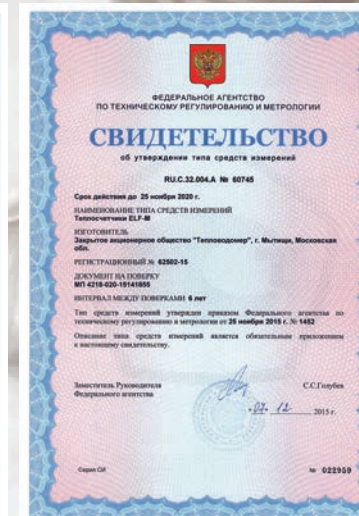 ФЕДЕРАЛЬНОЕ АГЕНТСТВО
ПО ТЕХНИЧЕСКОМУ РЕГУЛИРОВАНИЮ И МЕТРОЛОГИИ
СВИДЕТЕЛЬСТВО
об утверждении типа средств измерений
RU.C.32.004.A № 60745
Срок действия до 25 ноября 2020 г.
НАИМЕНОВАНИЕ ТИПА СРЕДСТВ ИЗМЕРЕНИЙ
Теплосчетчики ELF-M
ИЗГОТОВИТЕЛЬ
Закрытое акционерное общество "Тепловодомер", г. Мытищи, Московская
обл.
РЕГИСТРАЦИОННЫЙ № 62502-15
ДОКУМЕНТ НА ПОВЕРКУ
МП 4218-020-15141855
ИНТЕРВАЛ МЕЖДУ ПОВЕРКАМИ 6 лет
Тип средств измерений утвержден приказом Федерального агентства по
техническому регулированию и метрологии от 25 ноября 2015 г. № 1452
Описание типа средств измерений является обязательным приложением
к настоящему свидетельству.
Заместитель Руководителя
С.С.Голубев
Федерального агентства
"07" 12 2015 г.
Серия СИ
№ 022959